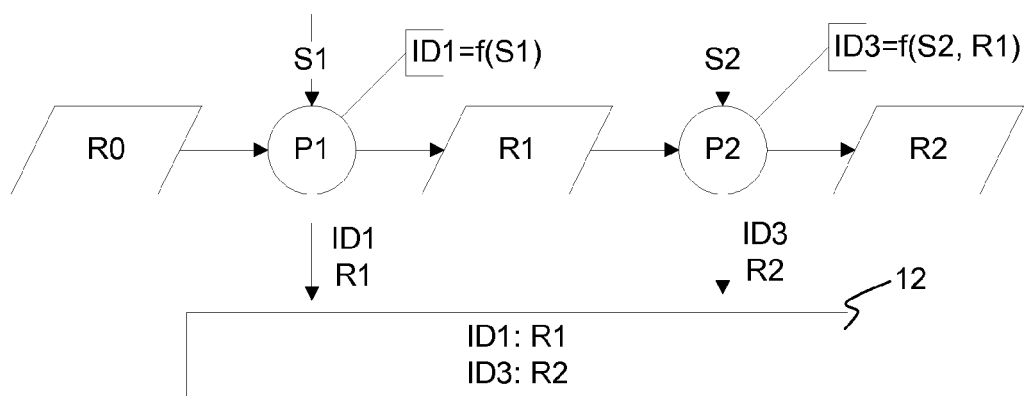 S1
ID1=f(S1)
S2
ID3=f(S2, R1)
R0
P1
R1
P2
R2
ID1
R1
ID3
R2
12
ID1: R1
ID3: R2